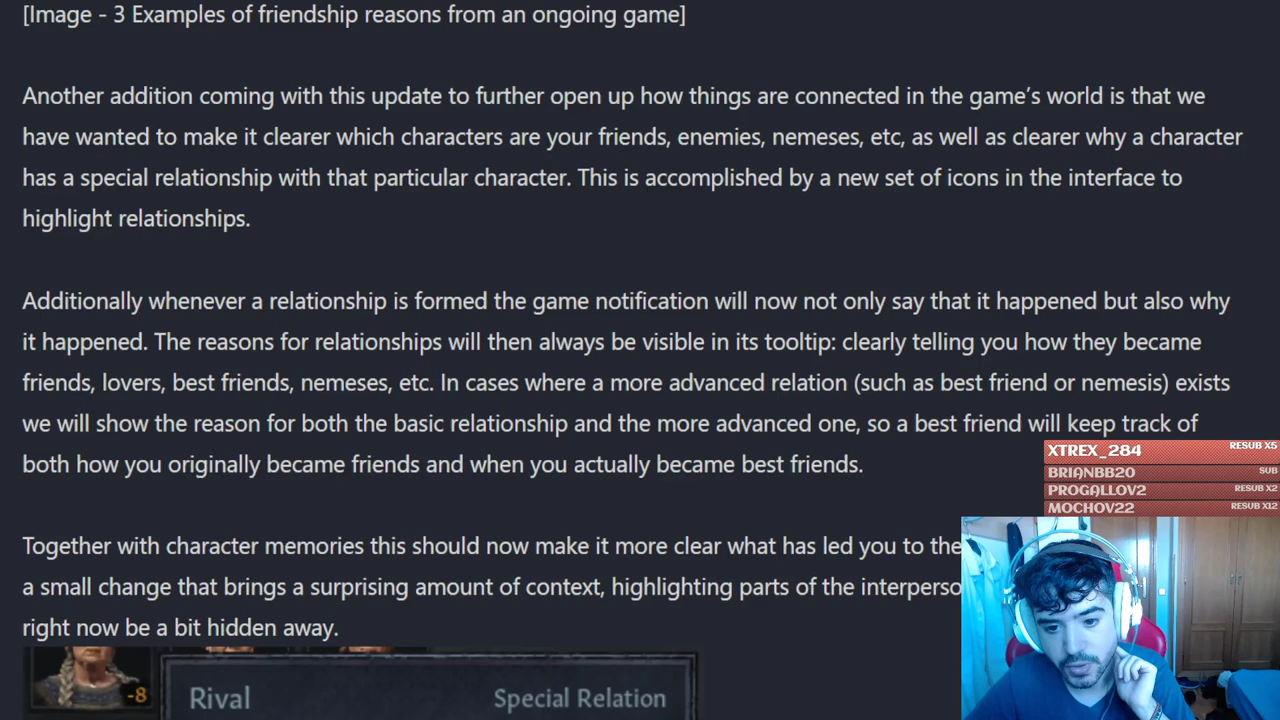 [Image - 3 Examples of friendship reasons from an ongoing game]
Another addition coming with this update to further open up how things are connected in the game's world is that we
have wanted to make it clearer which characters are your friends, enemies, nemeses, etc, as well as clearer why a character
has a special relationship with that particular character. This is accomplished by a new set of icons in the interface to
highlight relationships.
Additionally whenever a relationship is formed the game notification will now not only say that it happened but also why
it happened. The reasons for relationships will then always be visible in its tooltip: clearly telling you how they became
friends, lovers, best friends, nemeses, etc. In cases where a more advanced relation (such as best friend or nemesis) exists
we will show the reason for both the basic relationship and the more advanced one, so a best friend will keep track of
both how you originally became friends and when you actually became best friends.
XTREX_284 RESUB X5
BRIANBB20 SUB
PROGALLOV2 RESUB X2
MOCHOV22 RESUB X12
Together with character memories this should now make it more clear what has led you to the
a small change that brings a surprising amount of context, highlighting parts of the interperso
right now be a bit hidden away.
-8
Rival Special Relation